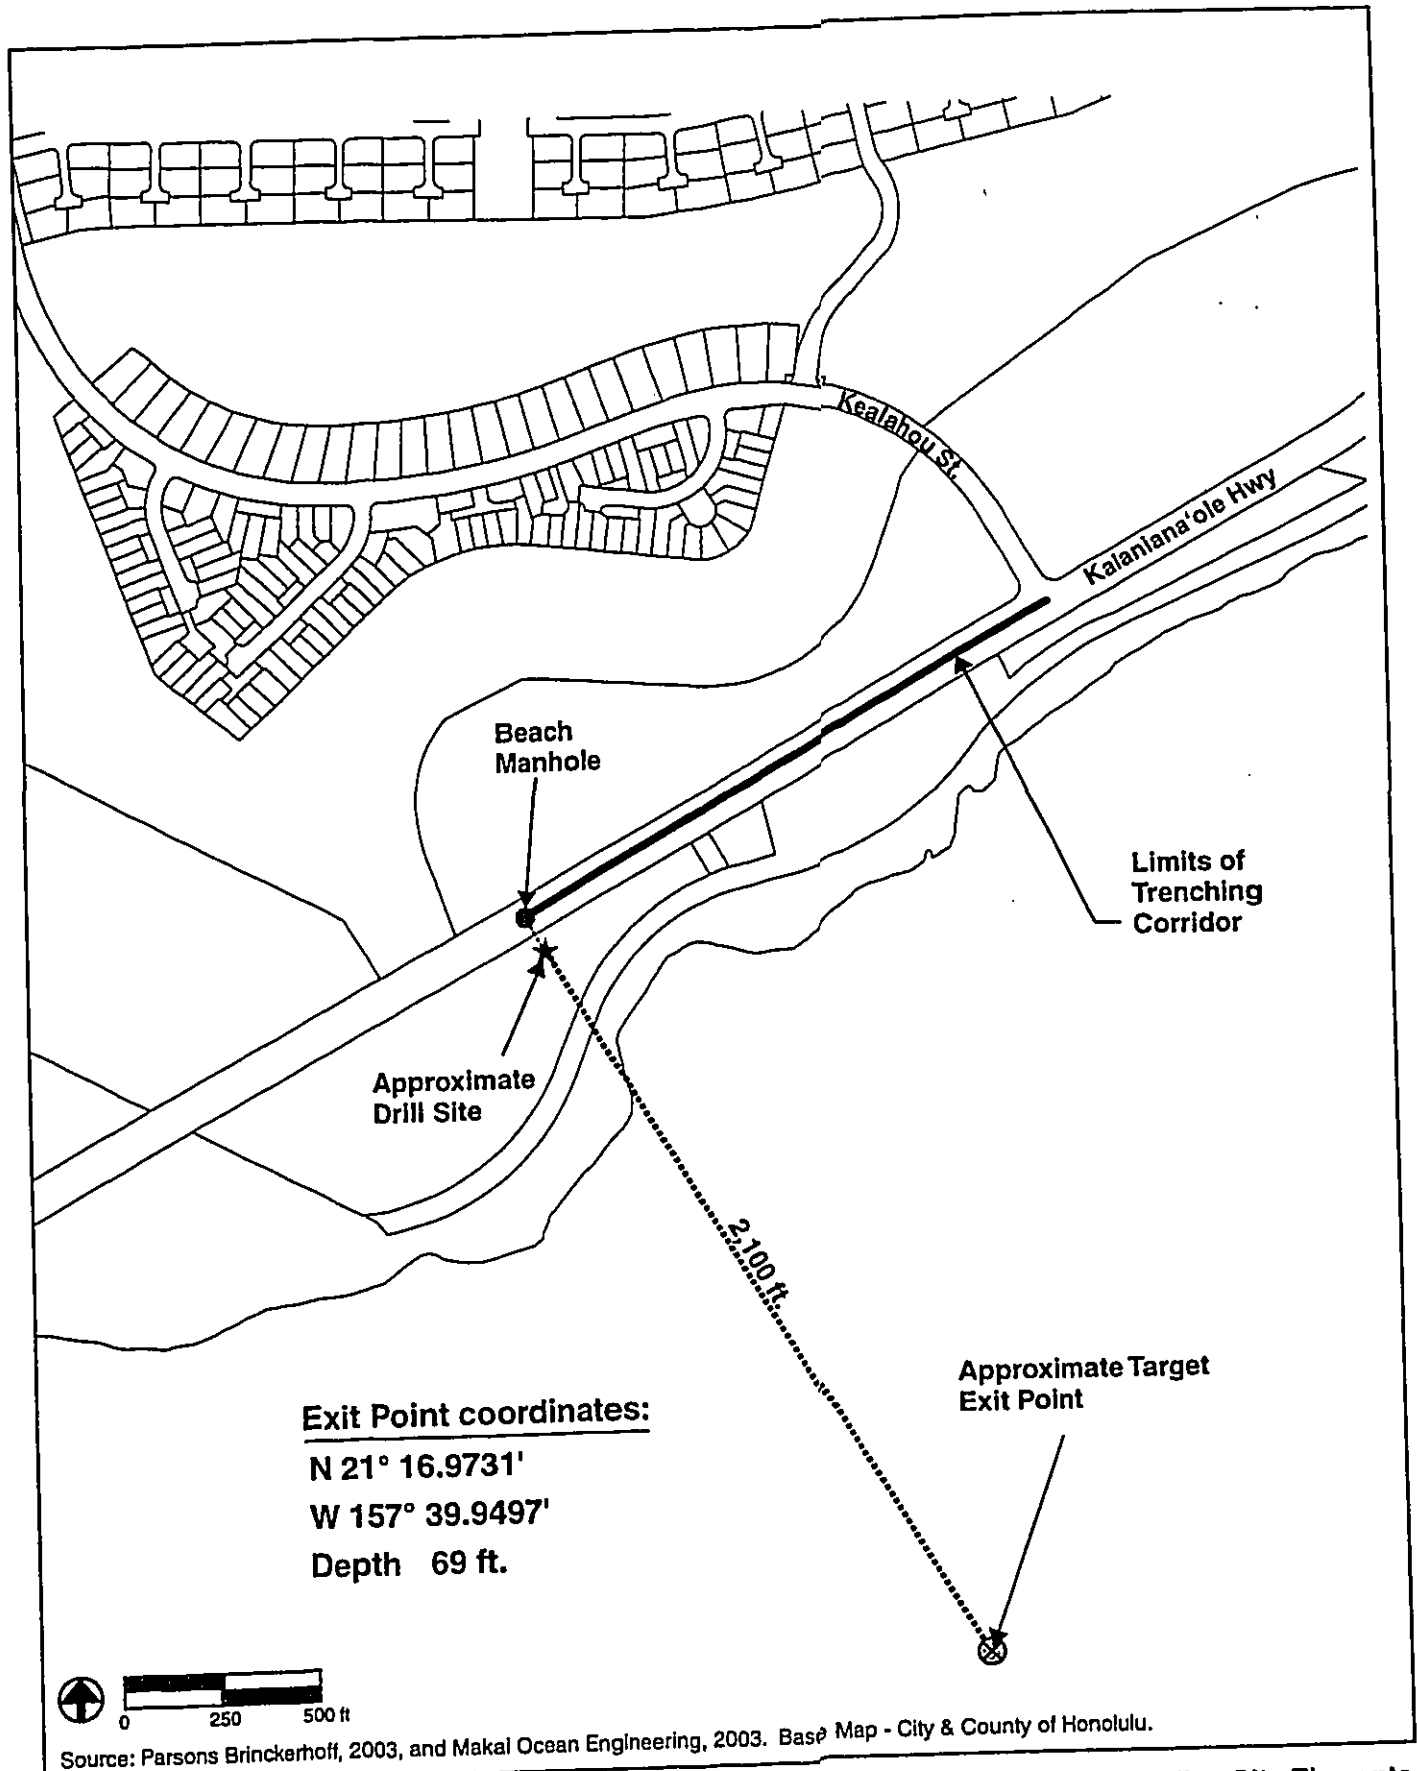 Kealahou St.
Kalaniana'ole Hwy
Beach
Manhole
Limits of
Trenching
Corridor
Approximate
Drill Site
2,100 ft.
Approximate Target
Exit Point
Exit Point coordinates:
N 21° 16.9731'
W 157° 39.9497'
Depth 69 ft.
0 250 500 ft
Source: Parsons Brinckerhoff, 2003, and Makai Ocean Engineering, 2003. Base Map - City & County of Honolulu.